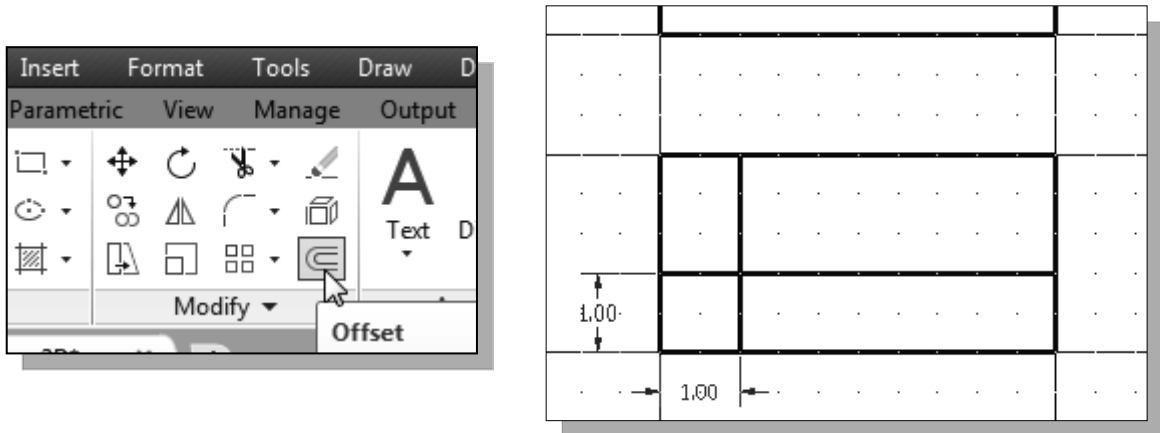 Insert Format Tools Draw D
Parametric View Manage Output
A
Text D
Modify
Offset
1.00
1.00